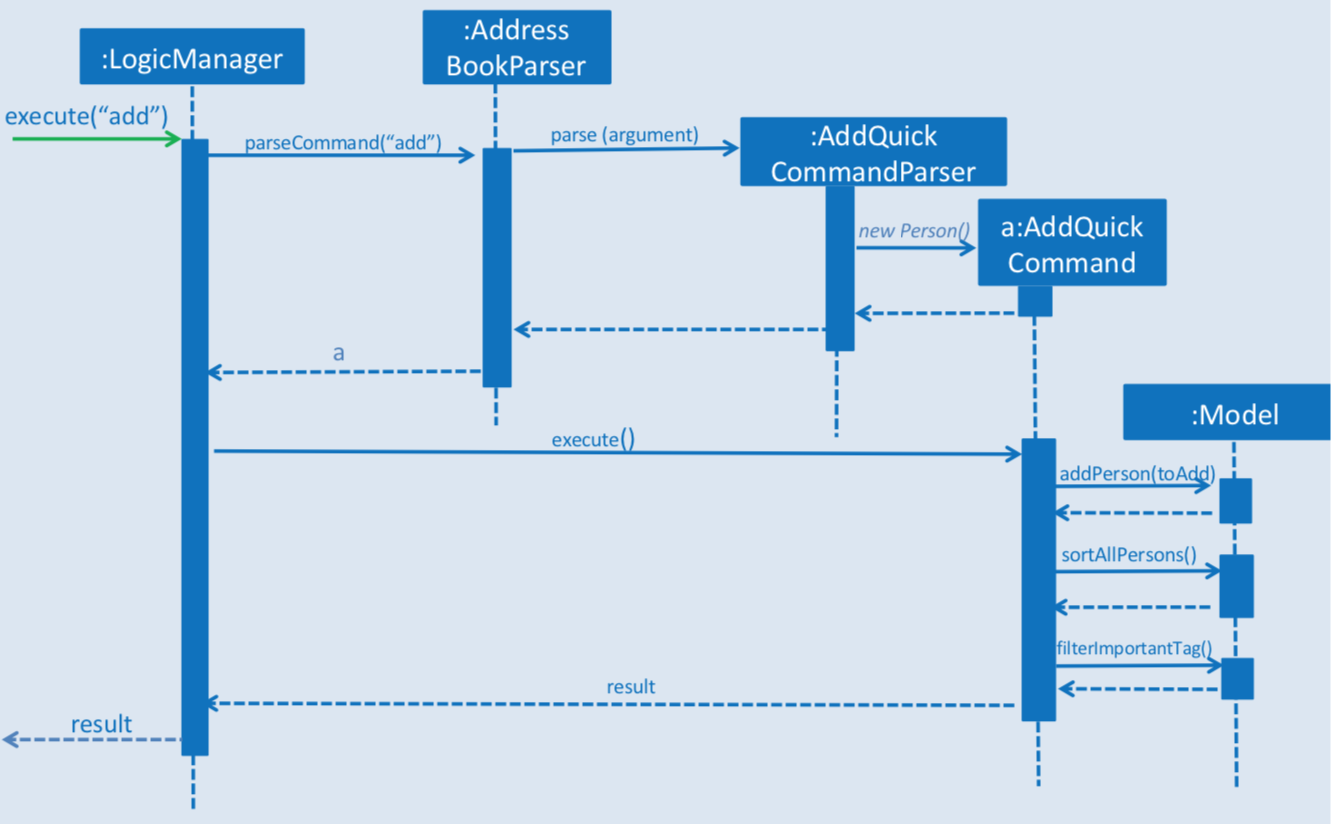 :Address
BookParser
:LogicManager
execute(“add”)
parseCommand(“add”)
parse (argument)
:AddQuick
CommandParser
new Person()
a:AddQuick
Command
a
:Model
execute()
addPerson(toAdd)
sortAllPersons()
filterImportantTag()
result
result